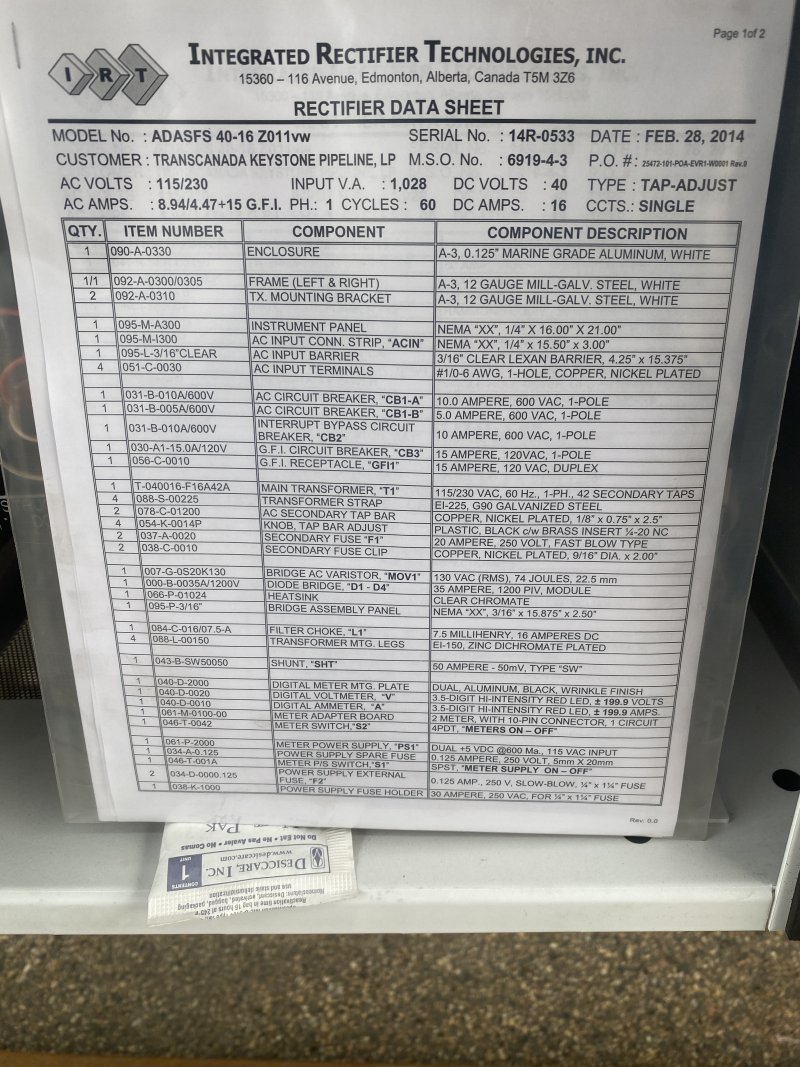 Page 1of 2
IRT
INTEGRATED RECTIFIER TECHNOLOGIES, INC.
15360 – 116 Avenue, Edmonton, Alberta, Canada T5M 3Z6
RECTIFIER DATA SHEET
MODEL No. : ADASFS 40-16 Z011vw SERIAL No. : 14R-0533 DATE : FEB. 28, 2014
CUSTOMER : TRANSCANADA KEYSTONE PIPELINE, LP M.S.O. No. : 6919-4-3 P.O. #: 25472-101-POA-EVR1-W0001 Rev.0
AC VOLTS : 115/230 INPUT V.A. : 1,028 DC VOLTS : 40 TYPE : TAP-ADJUST
AC AMPS. : 8.94/4.47+15 G.F.I. PH.: 1 CYCLES : 60 DC AMPS. : 16 CCTS.: SINGLE
QTY. ITEM NUMBER COMPONENT COMPONENT DESCRIPTION
1 090-A-0330 ENCLOSURE A-3, 0.125" MARINE GRADE ALUMINUM, WHITE
1/1 092-A-0300/0305 FRAME (LEFT & RIGHT) A-3, 12 GAUGE MILL-GALV. STEEL, WHITE
2 092-A-0310 TX. MOUNTING BRACKET A-3, 12 GAUGE MILL-GALV. STEEL, WHITE
1 095-M-A300 INSTRUMENT PANEL NEMA "XX", 1/4" X 16.00" X 21.00"
1 095-M-I300 AC INPUT CONN. STRIP, "ACIN" NEMA "XX", 1/4" x 15.50" x 3.00"
1 095-L-3/16"CLEAR AC INPUT BARRIER 3/16" CLEAR LEXAN BARRIER, 4.25" x 15.375"
4 051-C-0030 AC INPUT TERMINALS #1/0-6 AWG, 1-HOLE, COPPER, NICKEL PLATED
1 031-B-010A/600V AC CIRCUIT BREAKER, "CB1-A" 10.0 AMPERE, 600 VAC, 1-POLE
1 031-B-005A/600V AC CIRCUIT BREAKER, "CB1-B" 5.0 AMPERE, 600 VAC, 1-POLE
1 031-B-010A/600V INTERRUPT BYPASS CIRCUIT BREAKER, "CB2" 10 AMPERE, 600 VAC, 1-POLE
1 030-A1-15.0A/120V G.F.I. CIRCUIT BREAKER, "CB3" 15 AMPERE, 120VAC, 1-POLE
1 056-C-0010 G.F.I. RECEPTACLE, "GFI1" 15 AMPERE, 120 VAC, DUPLEX
1 T-040016-F16A42A MAIN TRANSFORMER, "T1" 115/230 VAC, 60 Hz., 1-PH., 42 SECONDARY TAPS
4 088-S-00225 TRANSFORMER STRAP EI-225, G90 GALVANIZED STEEL
2 078-C-01200 AC SECONDARY TAP BAR COPPER, NICKEL PLATED, 1/8" x 0.75" x 2.5"
4 054-K-0014P KNOB, TAP BAR ADJUST PLASTIC, BLACK c/w BRASS INSERT ¼-20 NC
2 037-A-0020 SECONDARY FUSE "F1" 20 AMPERE, 250 VOLT, FAST BLOW TYPE
2 038-C-0010 SECONDARY FUSE CLIP COPPER, NICKEL PLATED, 9/16" DIA. x 2.00"
1 007-G-0S20K130 BRIDGE AC VARISTOR, "MOV1" 130 VAC (RMS), 74 JOULES, 22.5 mm
1 000-B-0035A/1200V DIODE BRIDGE, "D1 - D4" 35 AMPERE, 1200 PIV, MODULE
1 066-P-01024 HEATSINK CLEAR CHROMATE
1 095-P-3/16" BRIDGE ASSEMBLY PANEL NEMA "XX", 3/16" x 15.875" x 2.50"
1 084-C-016/07.5-A FILTER CHOKE, "L1" 7.5 MILLIHENRY, 16 AMPERES DC
4 088-L-00150 TRANSFORMER MTG. LEGS EI-150, ZINC DICHROMATE PLATED
1 043-B-SW50050 SHUNT, "SHT" 50 AMPERE - 50mV, TYPE "SW"
1 040-D-2000 DIGITAL METER MTG. PLATE DUAL, ALUMINUM, BLACK, WRINKLE FINISH
1 040-D-0020 DIGITAL VOLTMETER, "V" 3.5-DIGIT HI-INTENSITY RED LED, ± 199.9 VOLTS
1 040-D-0010 DIGITAL AMMETER, "A" 3.5-DIGIT HI-INTENSITY RED LED, ± 199.9 AMPS.
1 061-M-0100-00 METER ADAPTER BOARD 2 METER, WITH 10-PIN CONNECTOR, 1 CIRCUIT
1 046-T-0042 METER SWITCH,"S2" 4PDT, "METERS ON – OFF"
1 061-P-2000 METER POWER SUPPLY, "PS1" DUAL +5 VDC @600 Ma., 115 VAC INPUT
1 034-A-0.125 POWER SUPPLY SPARE FUSE 0.125 AMPERE, 250 VOLT, 5mm X 20mm
1 046-T-001A METER P/S SWITCH,"S1" SPST, "METER SUPPLY ON – OFF"
2 034-D-0000.125 POWER SUPPLY EXTERNAL FUSE, "F2" 0.125 AMP., 250 V, SLOW-BLOW, ¼" x 1¼" FUSE
1 038-K-1000 POWER SUPPLY FUSE HOLDER 30 AMPERE, 250 VAC, FOR ¼" x 1¼" FUSE
Rev. 0.0
PAK
Do Not Eat • No Pas Avaler • No Comas
www.desiccare.com
DESICCARE, INC.
CONTENTS
1
UNIT